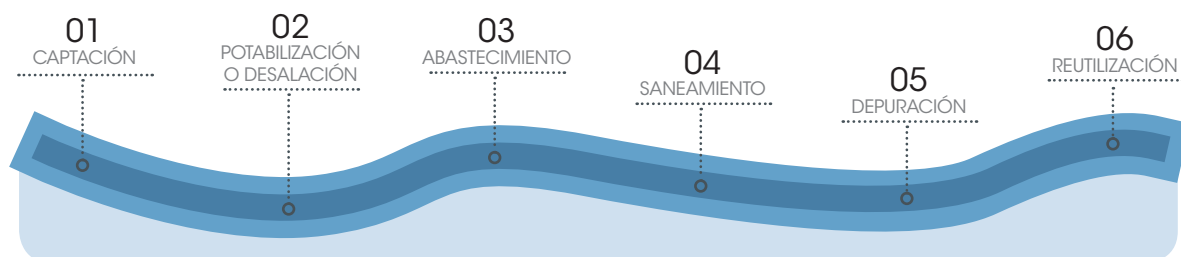 01
CAPTACIÓN
02
POTABILIZACIÓN
O DESALACIÓN
03
ABASTECIMIENTO
04
SANEAMIENTO
05
DEPURACIÓN
06
REUTILIZACIÓN